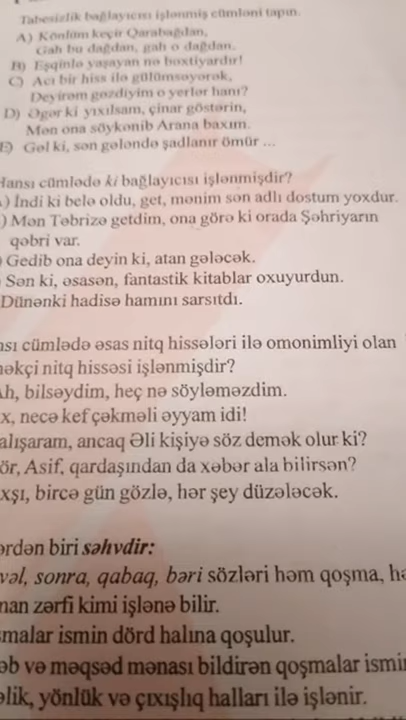 Tabesizlik bağlayıcısı işlənmiş cümləni tapın.
A) Könlüm keçir Qarabağdan,
Gah bu dağdan, gah o dağdan.
B) Eşqinlə yaşayan nə bəxtiyardır!
C) Acı bir hiss ilə gülümsəyərək,
Deyirəm gəzdiyim o yerlər hanı?
D) Əgər ki yıxılsam, çinar göstərin,
Mən ona söykənib Arana baxım.
E) Gəl ki, sən gələndə şadlanır ömür ...
Hansı cümlədə ki bağlayıcısı işlənmişdir?
) İndi ki belə oldu, get, mənim sən adlı dostum yoxdur.
) Mən Təbrizə getdim, ona görə ki orada Şəhriyarın
qəbri var.
Gedib ona deyin ki, atan gələcək.
Sən ki, əsasən, fantastik kitablar oxuyurdun.
Dünənki hadisə hamını sarsıtdı.
nsı cümlədə əsas nitq hissələri ilə omonimliyi olan
əkçi nitq hissəsi işlənmişdir?
h, bilsəydim, heç nə söyləməzdim.
x, necə kef çəkməli əyyam idi!
alışaram, ancaq Əli kişiyə söz demək olur ki?
ör, Asif, qardaşından da xəbər ala bilirsən?
xşı, bircə gün gözlə, hər şey düzələcək.
ərdən biri səhvdir:
vəl, sonra, qabaq, bəri sözləri həm qoşma, hə
man zərfi kimi işlənə bilir.
şmalar ismin dörd halına qoşulur.
əb və məqsəd mənası bildirən qoşmalar ismi
əlik, yönlük və çıxışlıq halları ilə işlənir.